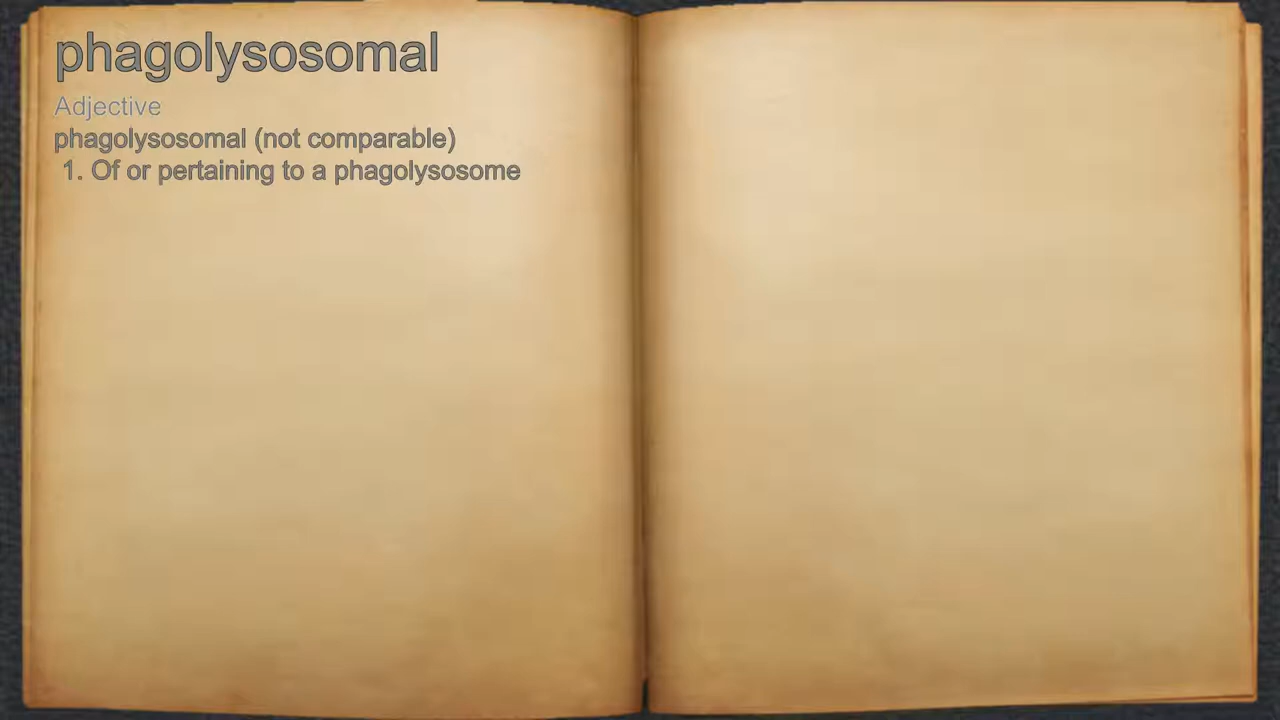 phagolysosomal
Adjective
phagolysosomal (not comparable)
1. Of or pertaining to a phagolysosome